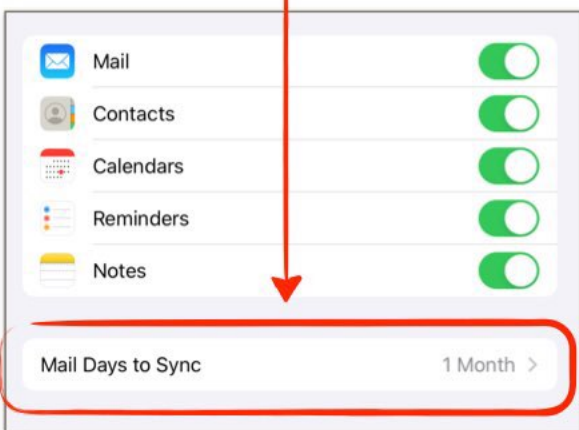 Mail
Contacts
Calendars
Reminders
Notes
Mail Days to Sync 1 Month >